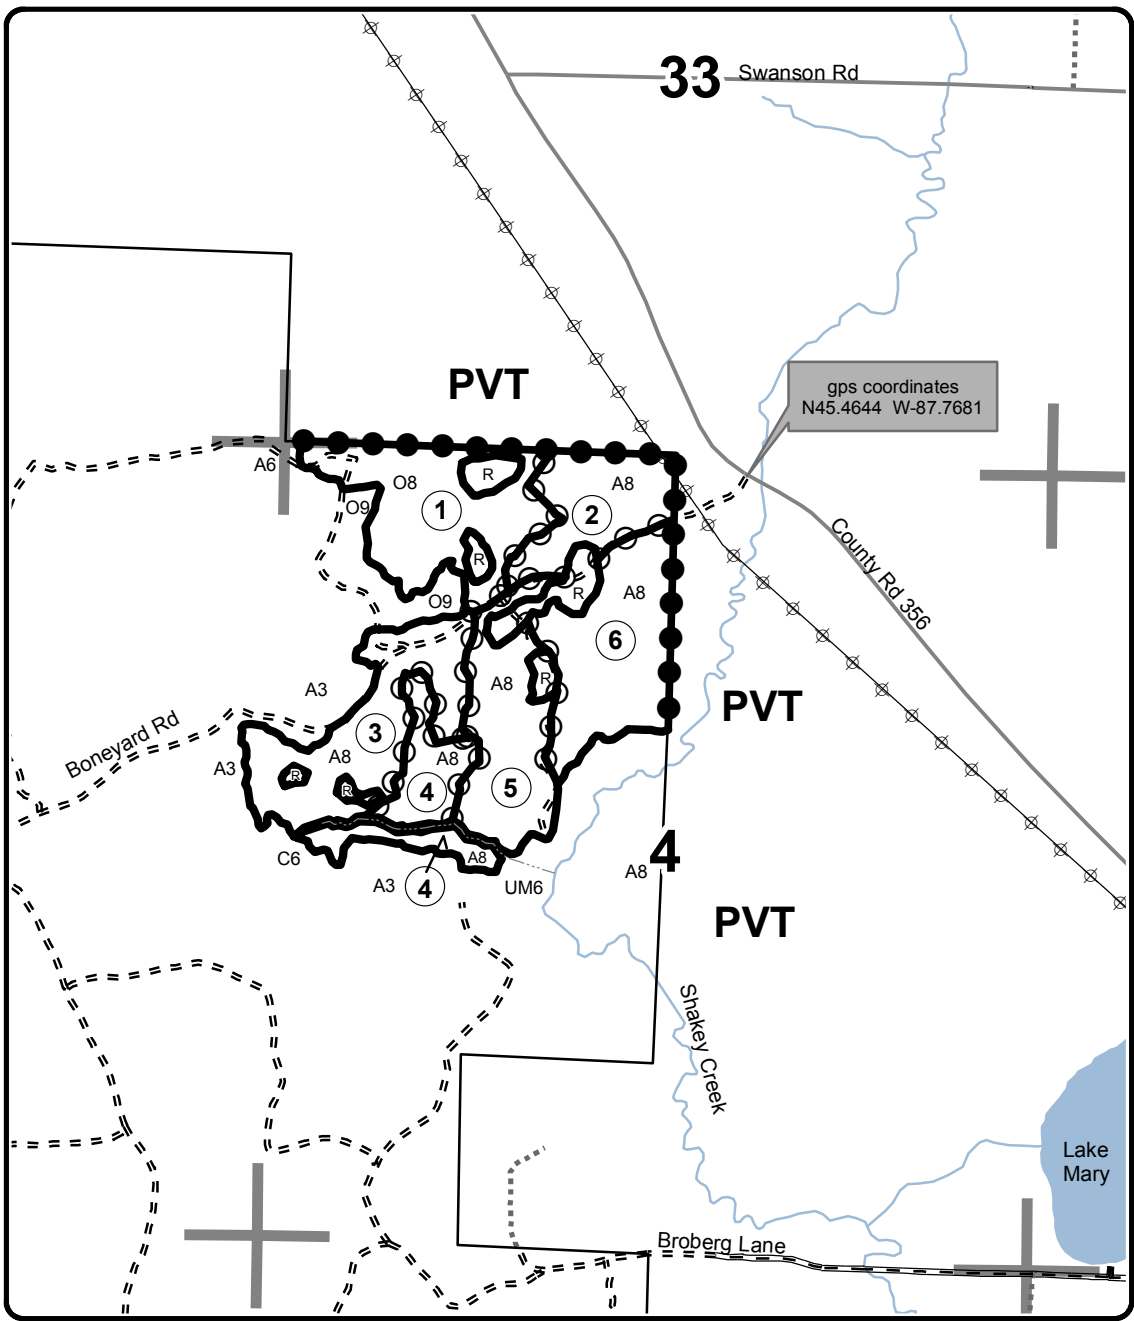 33
Swanson Rd
PVT
gps coordinates
N45.4644 W-87.7681
A6
O8
R
A8
O9
1
2
County Rd 356
R
R
A8
O9
6
A3
A8
R
PVT
Boneyard Rd
3
A8
A8
A3
R
R
4
5
C6
A8
4
A3
4
UM6
A8
PVT
Shakey Creek
Lake
Mary
Broberg Lane